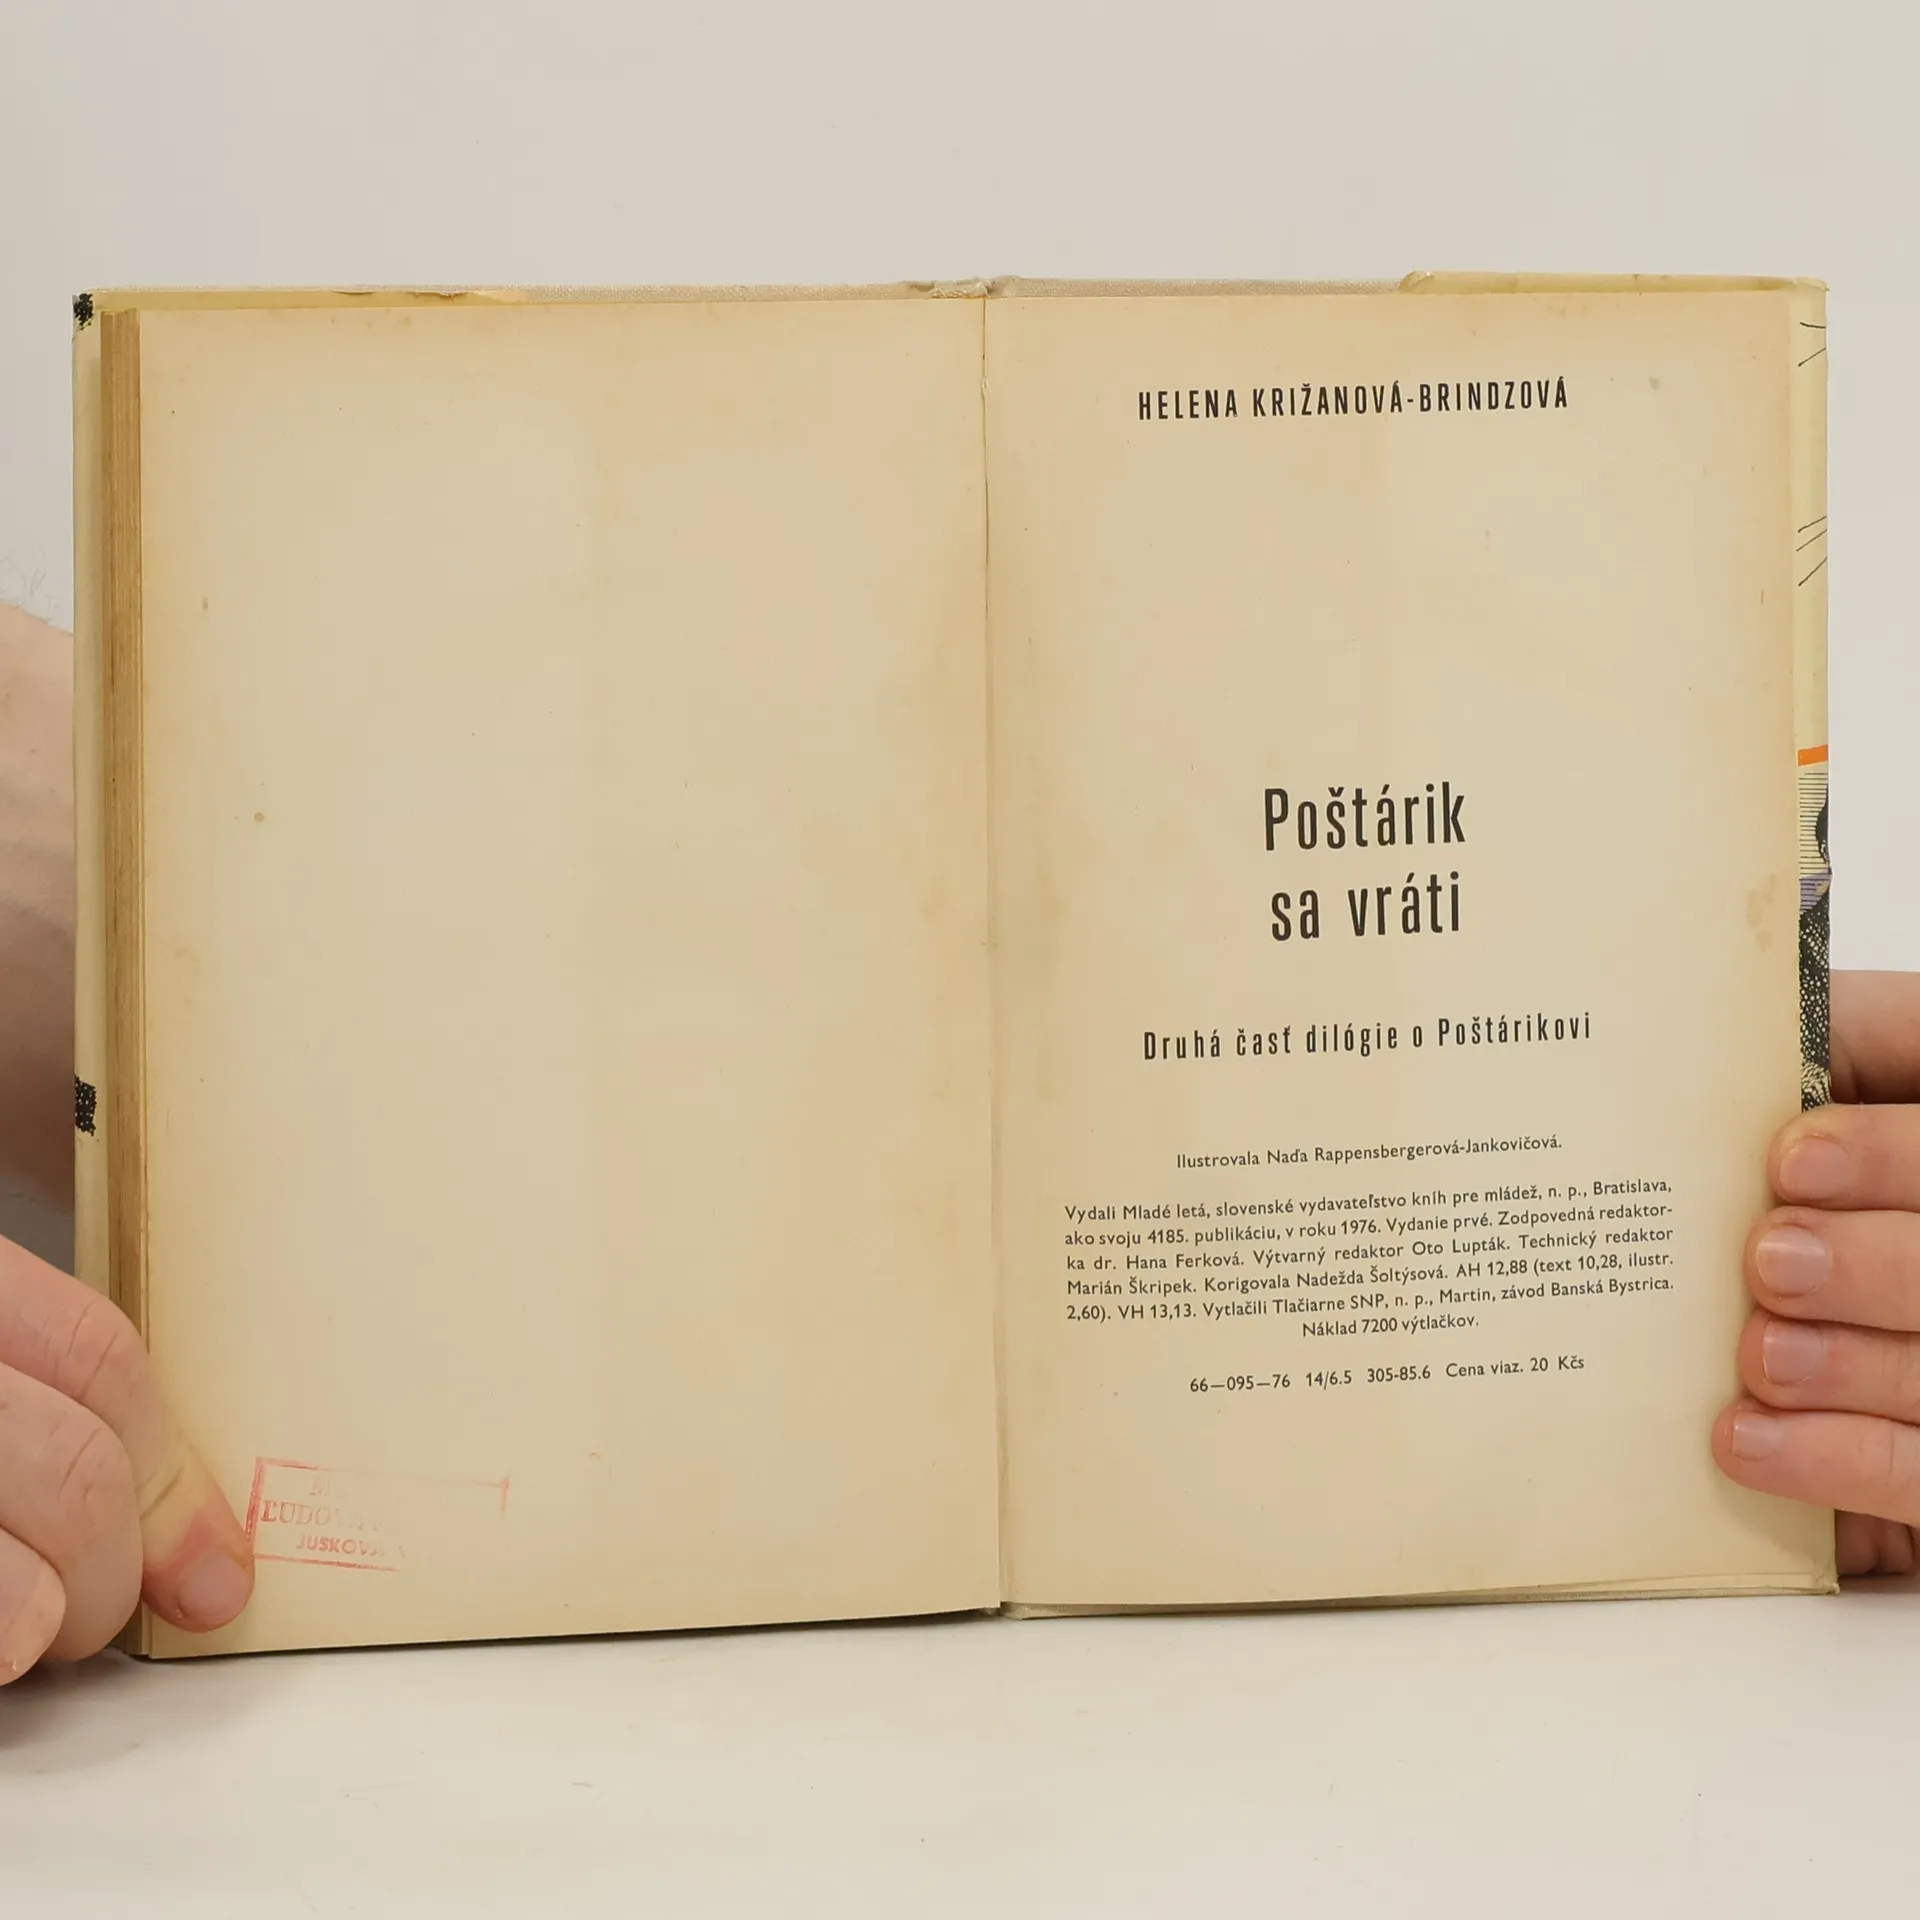 HELENA KRIŽANOVÁ-BRINDZOVÁ
Poštárik
sa vráti
Druhá časť dilógie o Poštárikovi
Ilustrovala Naďa Rappensbergerová-Jankovičová.
Vydali Mladé letá, slovenské vydavateľstvo kníh pre mládež, n. p., Bratislava,
ako svoju 4185. publikáciu, v roku 1976. Vydanie prvé. Zodpovedná redaktor-
ka dr. Hana Ferková. Výtvarný redaktor Oto Lupták. Technický redaktor
Marián Škripek. Korigovala Nadežda Šoltýsová. AH 12,88 (text 10,28, ilustr.
2,60). VH 13,13. Vytlačili Tlačiarne SNP, n. p., Martin, závod Banská Bystrica.
Náklad 7200 výtlačkov.
66—095—76 14/6.5 305-85.6 Cena viaz. 20 Kčs